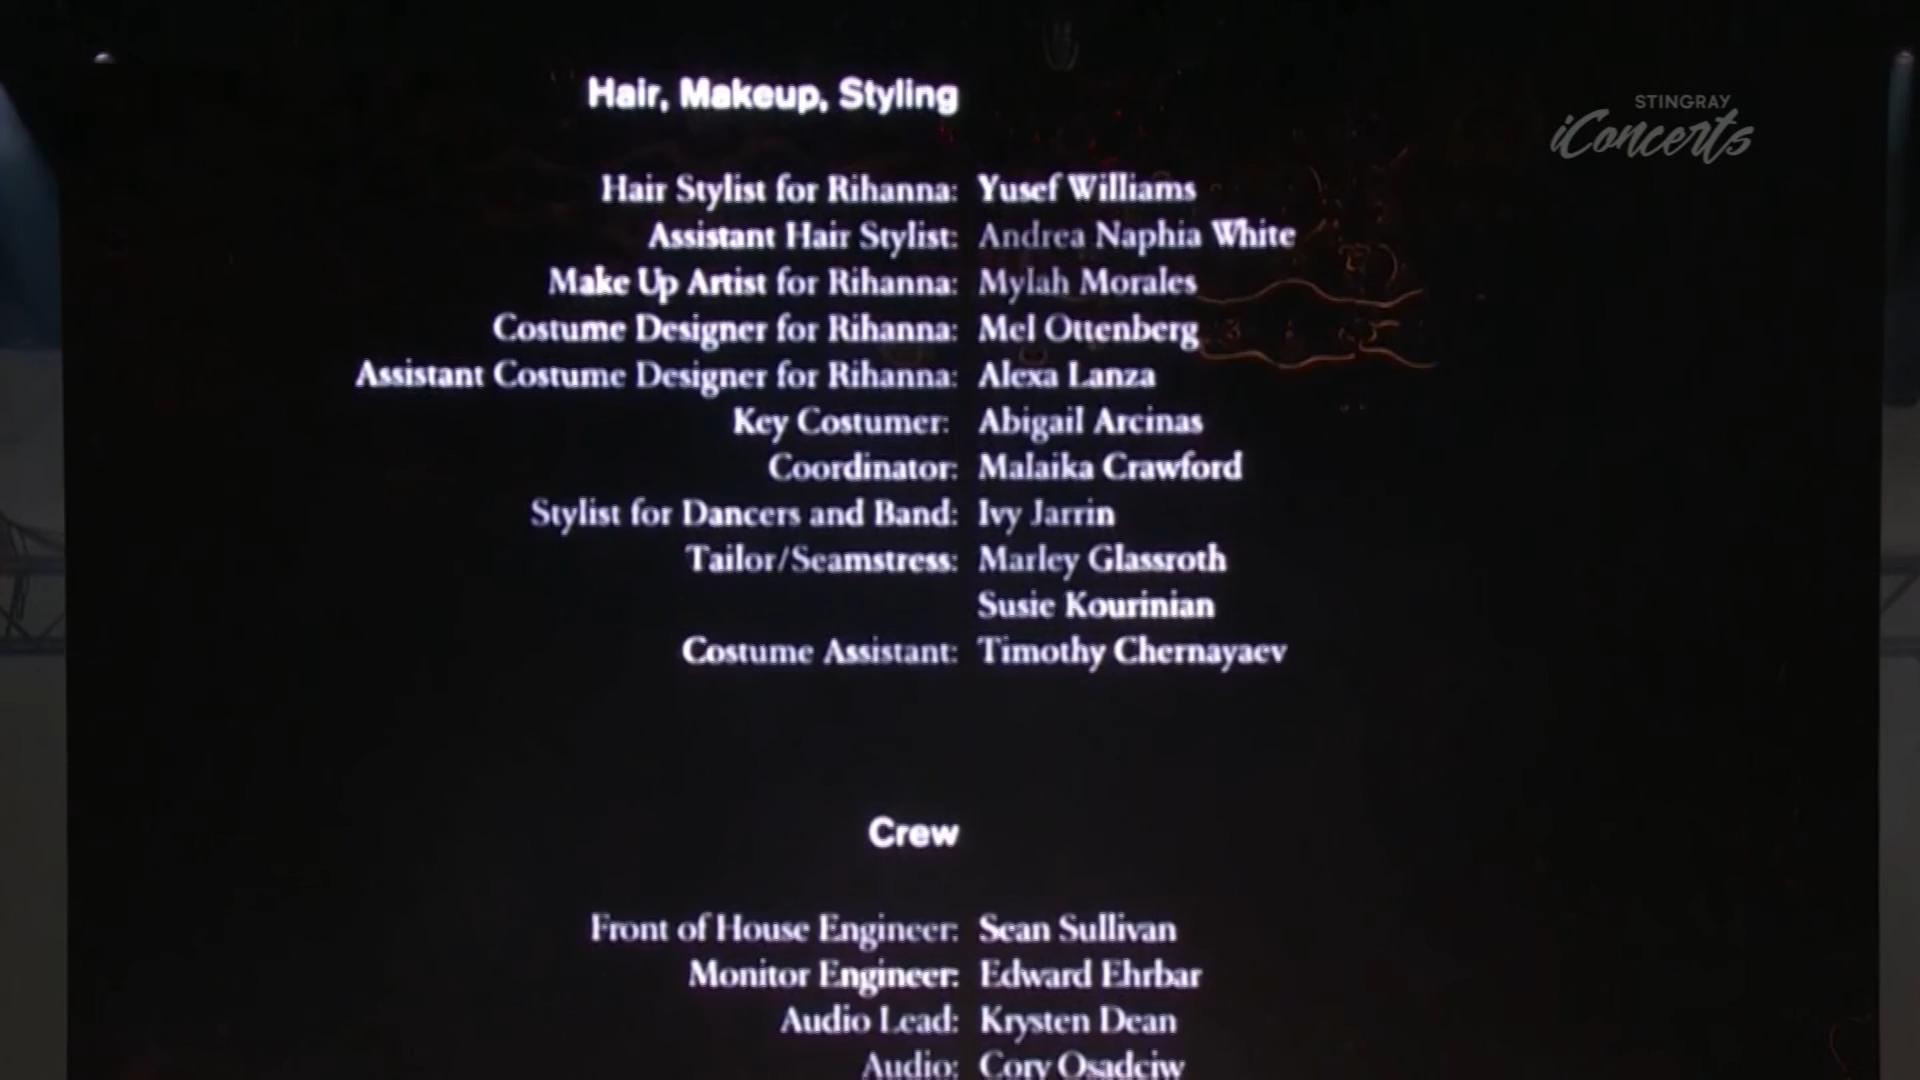 Hair, Makeup, Styling
STINGRAY
iConcerts
Hair Stylist for Rihanna: Yusef Williams
Assistant Hair Stylist: Andrea Naphia White
Make Up Artist for Rihanna: Mylah Morales
Costume Designer for Rihanna: Mel Ottenberg
Assistant Costume Designer for Rihanna: Alexa Lanza
Key Costumer: Abigail Arcinas
Coordinator: Malaika Crawford
Stylist for Dancers and Band: Ivy Jarrin
Tailor/Seamstress: Marley Glassroth
Susie Kourinian
Costume Assistant: Timothy Chernayaev
Crew
Front of House Engineer: Sean Sullivan
Monitor Engineer: Edward Ehrbar
Audio Lead: Krysten Dean
Audio: Cory Osadciw